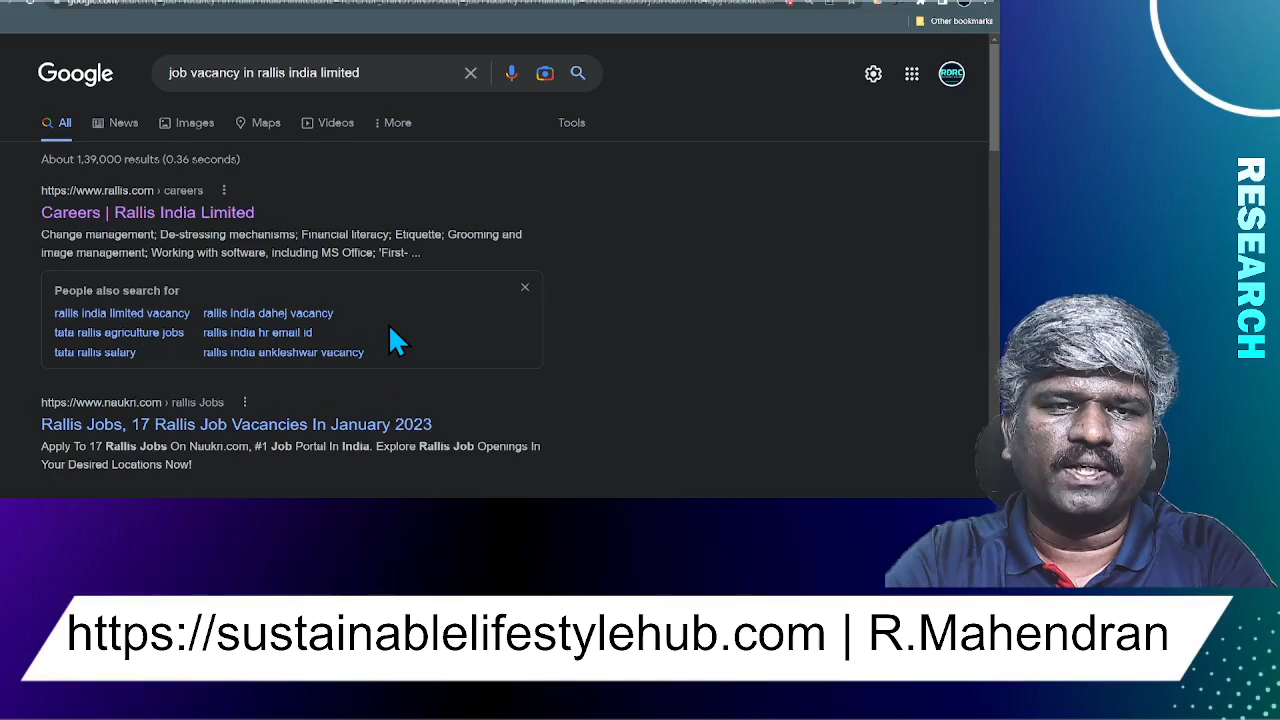 Other bookmarks
Google
job vacancy in rallis india limited
RDRC
All News Images Maps Videos More Tools
About 1,39,000 results (0.36 seconds)
https://www.rallis.com › careers
Careers | Rallis India Limited
Change management; De-stressing mechanisms; Financial literacy; Etiquette; Grooming and
image management; Working with software, including MS Office; 'First- ...
People also search for
rallis india limited vacancy rallis india dahej vacancy
tata rallis agriculture jobs rallis india hr email id
tata rallis salary rallis india ankleshwar vacancy
https://www.naukri.com › rallis Jobs
Rallis Jobs, 17 Rallis Job Vacancies In January 2023
Apply To 17 Rallis Jobs On Naukri.com, #1 Job Portal In India. Explore Rallis Job Openings In
Your Desired Locations Now!
RESEARCH
https://sustainablelifestylehub.com | R.Mahendran